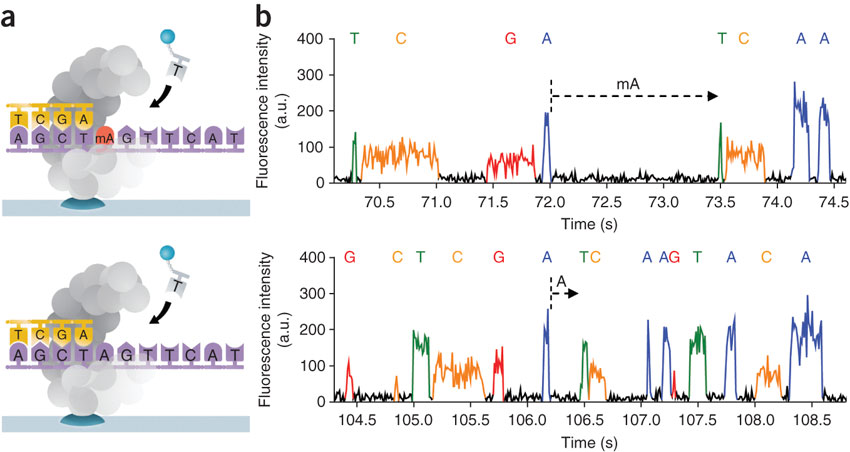 a
T
T C G A
A G C T mA G T T C A T
T
T C G A
A G C T A G T T C A T
b
T C G A T C A A
400
300
200
100
0
Fluorescence intensity
(a.u.)
mA
70.5 71.0 71.5 72.0 72.5 73.0 73.5 74.0 74.5
Time (s)
G C T C G A T C A A G T A C A
400
300
200
100
0
Fluorescence intensity
(a.u.)
A
104.5 105.0 105.5 106.0 106.5 107.0 107.5 108.0 108.5
Time (s)